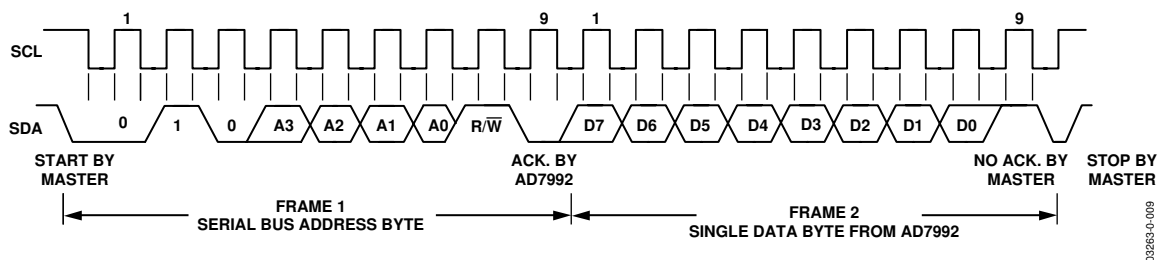 1 9 1 9
SCL
SDA 0 1 0 A3 A2 A1 A0 R/W̅ D7 D6 D5 D4 D3 D2 D1 D0
START BY
MASTER
ACK. BY
AD7992
NO ACK. BY
MASTER
STOP BY
MASTER
FRAME 1
SERIAL BUS ADDRESS BYTE
FRAME 2
SINGLE DATA BYTE FROM AD7992
03263-0-009